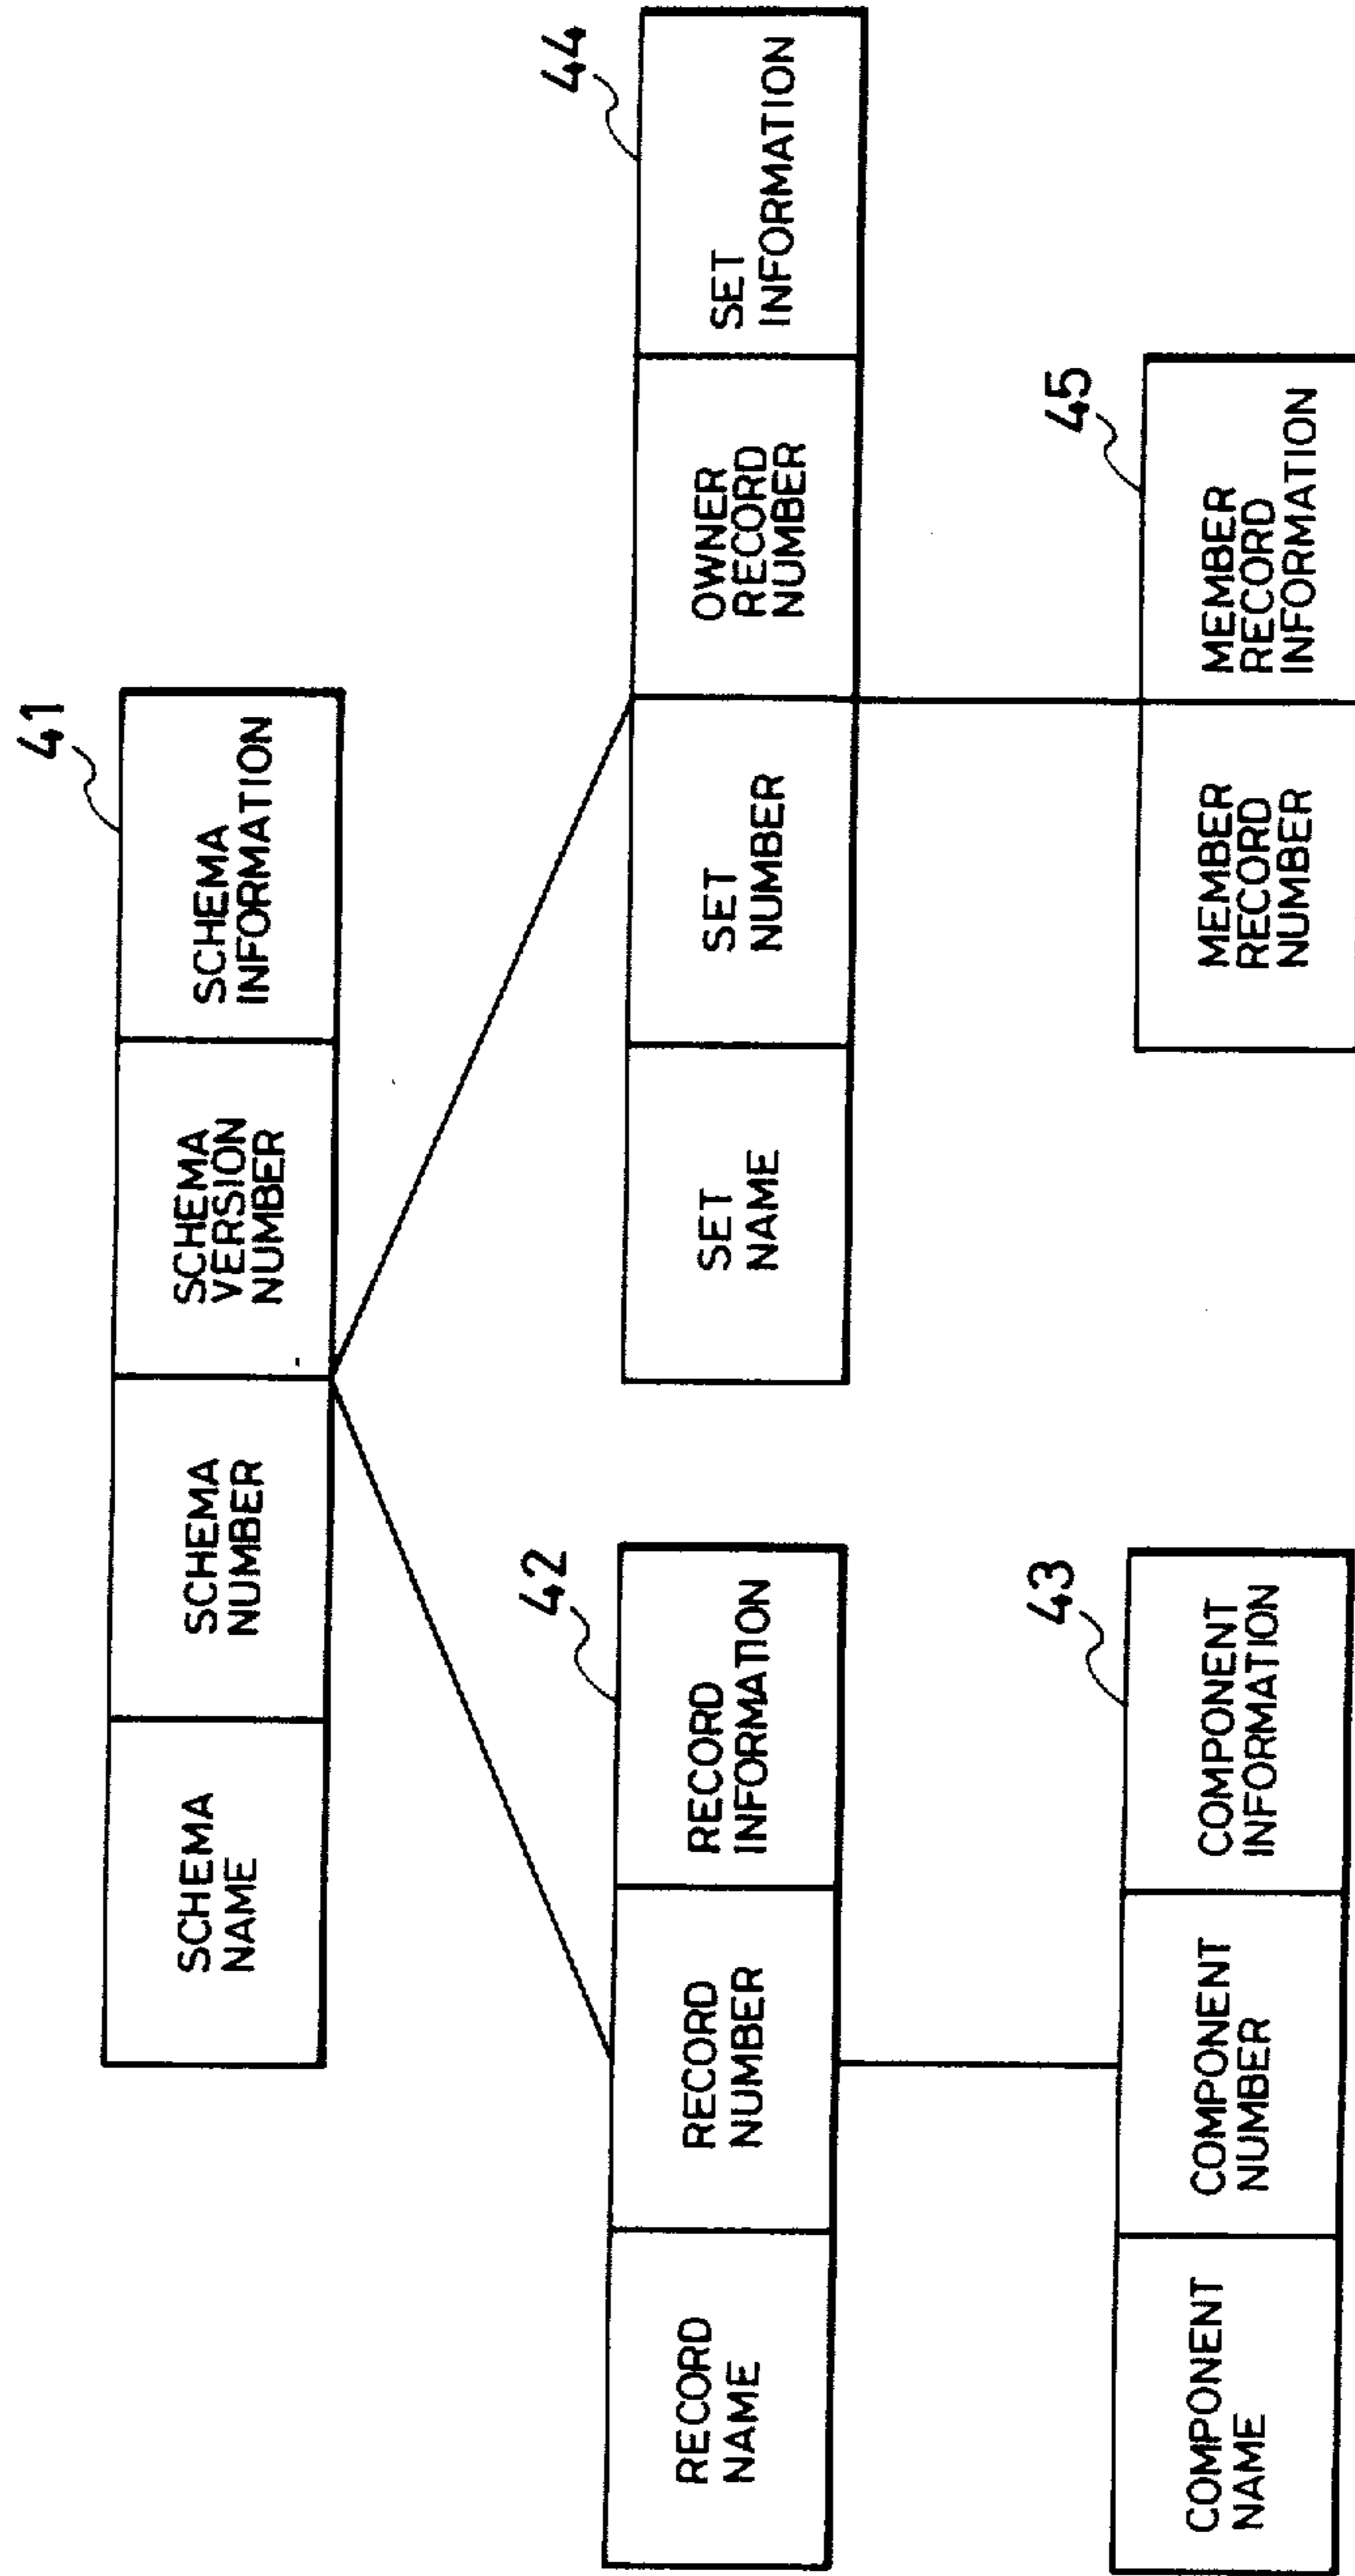 41
SCHEMA
NAME
SCHEMA
NUMBER
SCHEMA
VERSION
NUMBER
SCHEMA
INFORMATION
42
RECORD
NAME
RECORD
NUMBER
RECORD
INFORMATION
44
SET
NAME
SET
NUMBER
OWNER
RECORD
NUMBER
SET
INFORMATION
43
COMPONENT
NAME
COMPONENT
NUMBER
COMPONENT
INFORMATION
45
MEMBER
RECORD
NUMBER
MEMBER
RECORD
INFORMATION